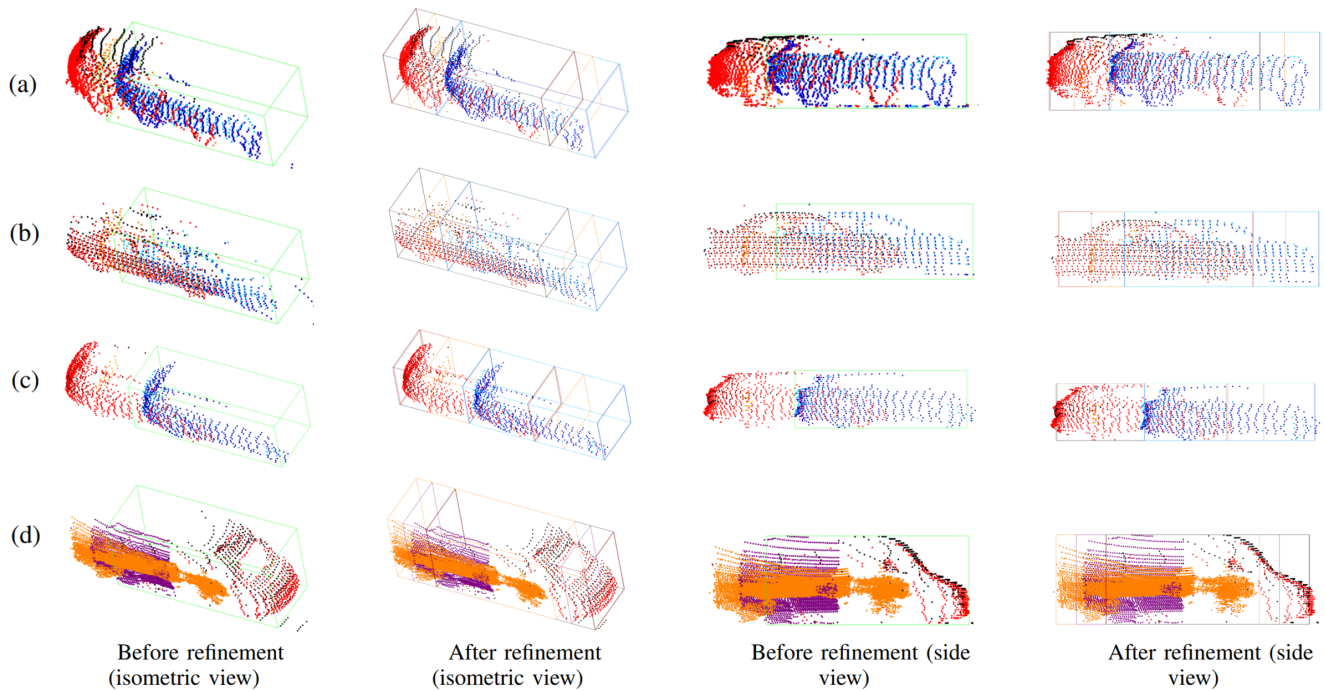 (a)
(b)
(c)
(d)
Before refinement
(isometric view)
After refinement
(isometric view)
Before refinement (side
view)
After refinement (side
view)